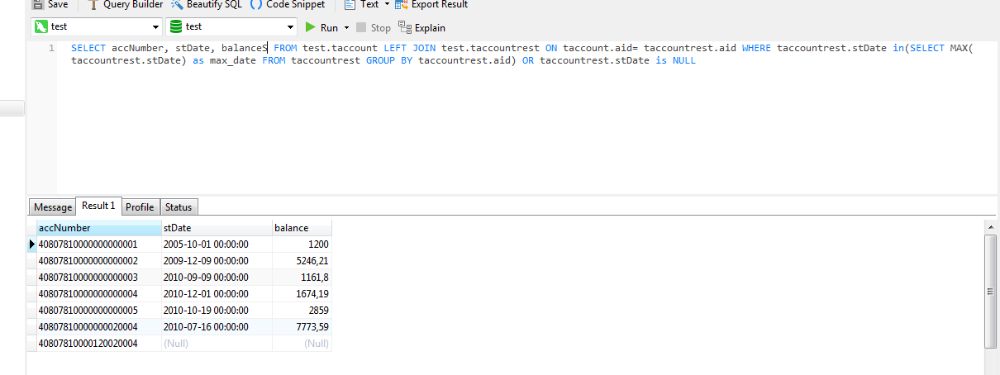 Save Query Builder Beautify SQL () Code Snippet Text Export Result
test test Run Stop Explain
1 SELECT accNumber, stDate, balanceS FROM test.taccount LEFT JOIN test.taccountrest ON taccount.aid= taccountrest.aid WHERE taccountrest.stDate in(SELECT MAX(
taccountrest.stDate) as max_date FROM taccountrest GROUP BY taccountrest.aid) OR taccountrest.stDate is NULL
Message Result 1 Profile Status
accNumber stDate balance
40807810000000000001 2005-10-01 00:00:00 1200
40807810000000000002 2009-12-09 00:00:00 5246,21
40807810000000000003 2010-09-09 00:00:00 1161,8
40807810000000000004 2010-12-01 00:00:00 1674,19
40807810000000000005 2010-10-19 00:00:00 2859
40807810000000020004 2010-07-16 00:00:00 7773,59
40807810000120020004 (Null) (Null)